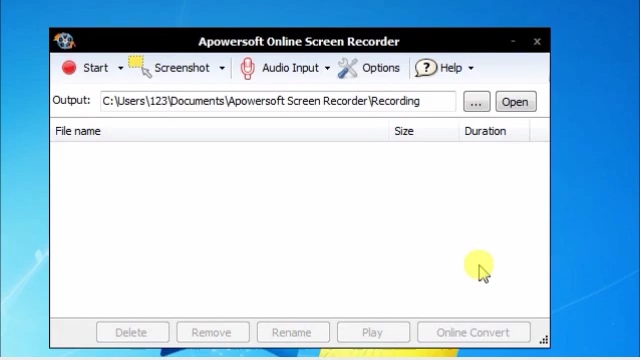 Apowersoft Online Screen Recorder
Start Screenshot Audio Input Options Help
Output: C:\Users\123\Documents\Apowersoft Screen Recorder\Recording ... Open
File name Size Duration
Delete Remove Rename Play Online Convert